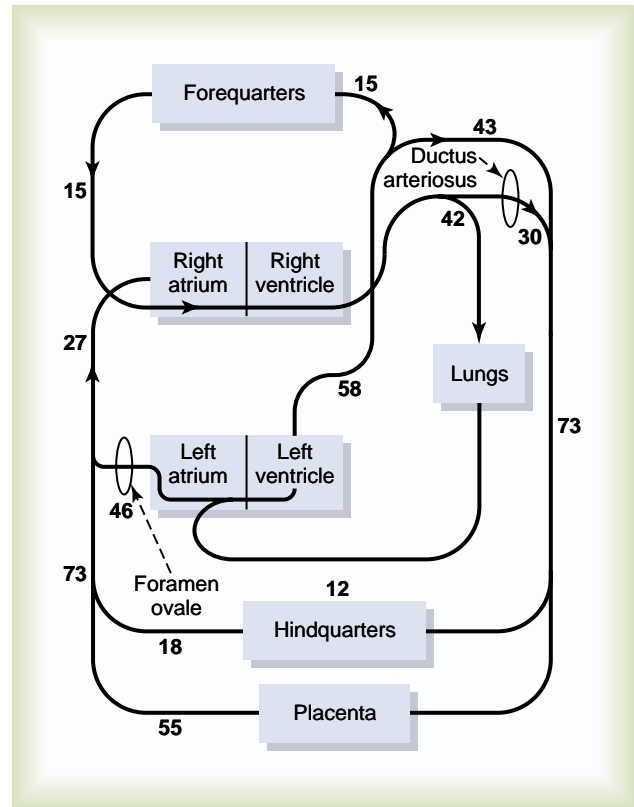 15
Forequarters
43
Ductus
arteriosus
15
42
30
Right
atrium
Right
ventricle
27
58
Lungs
73
Left
atrium
Left
ventricle
46
73
Foramen
ovale
12
Hindquarters
18
Placenta
55